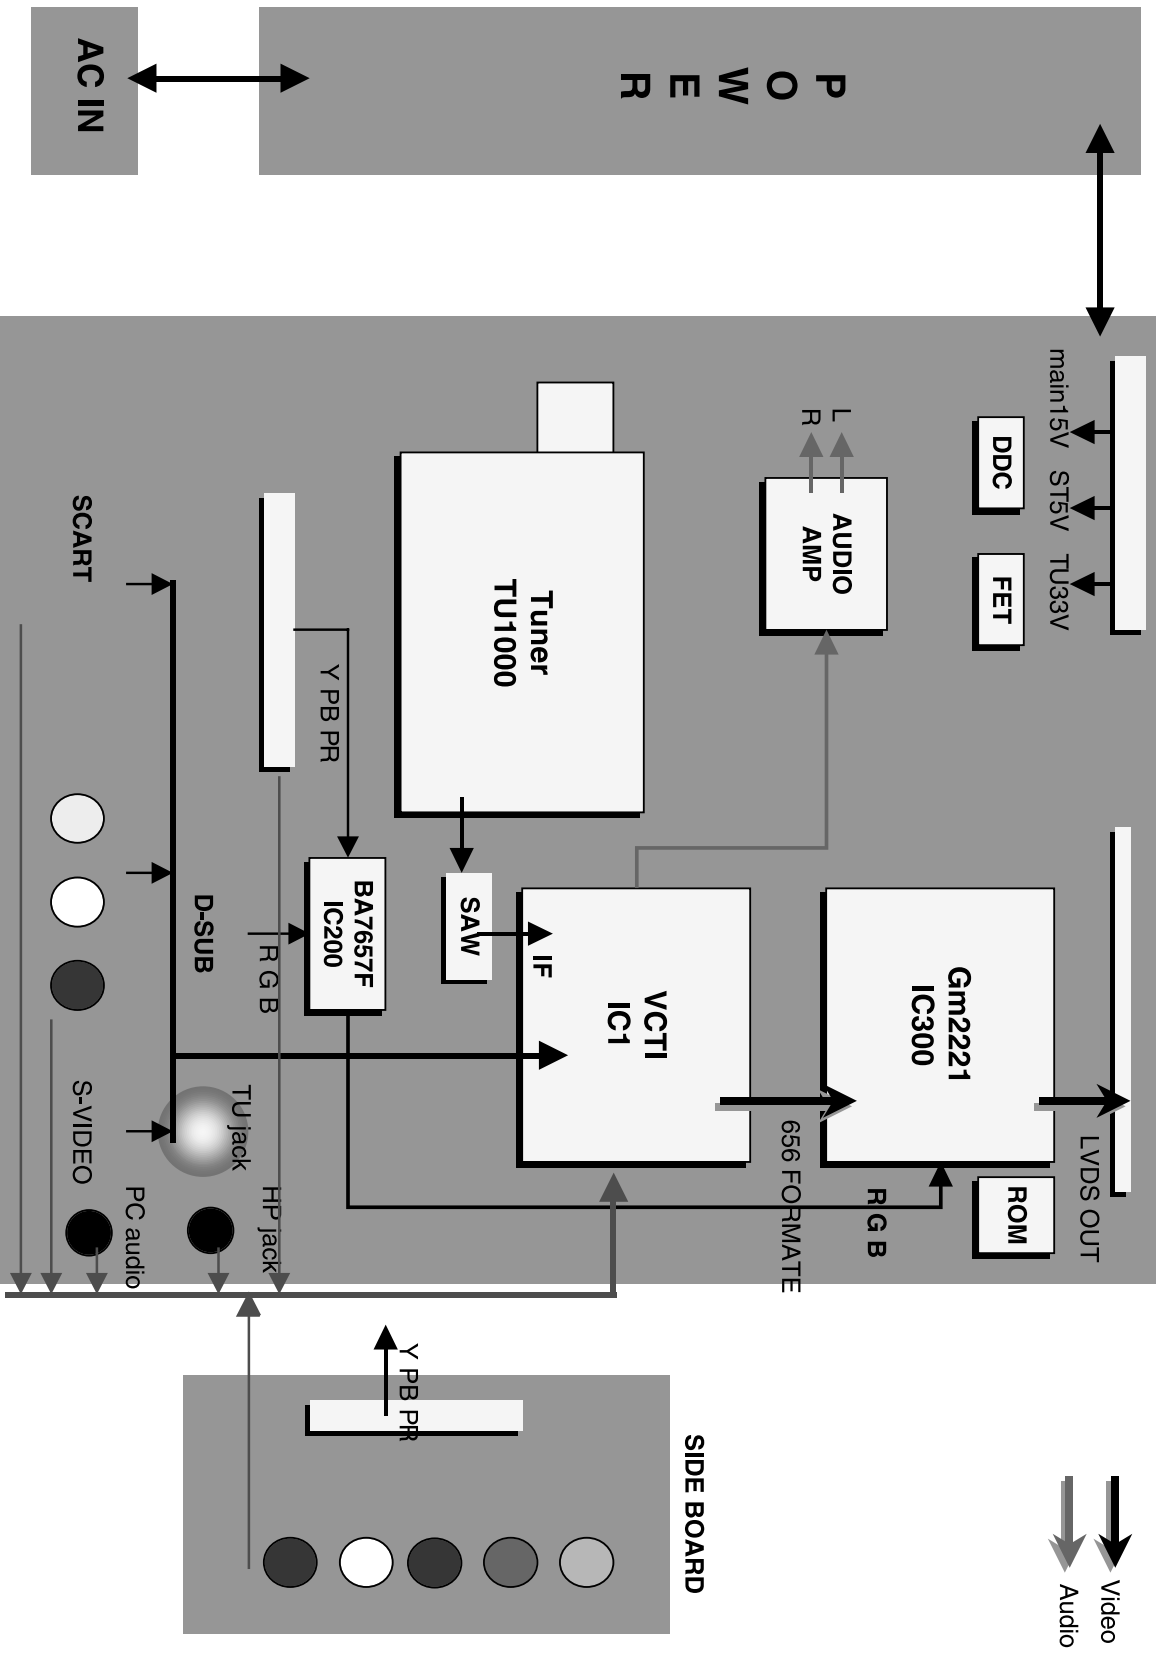 POWER
AC IN
main15V
ST5V
TU33V
DDC
FET
L
R
AUDIO
AMP
Tuner
TU1000
SCART
Y PB PR
LVDS OUT
ROM
Gm2221
IC300
R G B
656 FORMATE
VCTI
IC1
IF
SAW
BA7657F
IC200
R G B
D-SUB
TU jack
HP jack
PC audio
S-VIDEO
Y PB PR
SIDE BOARD
Video
Audio